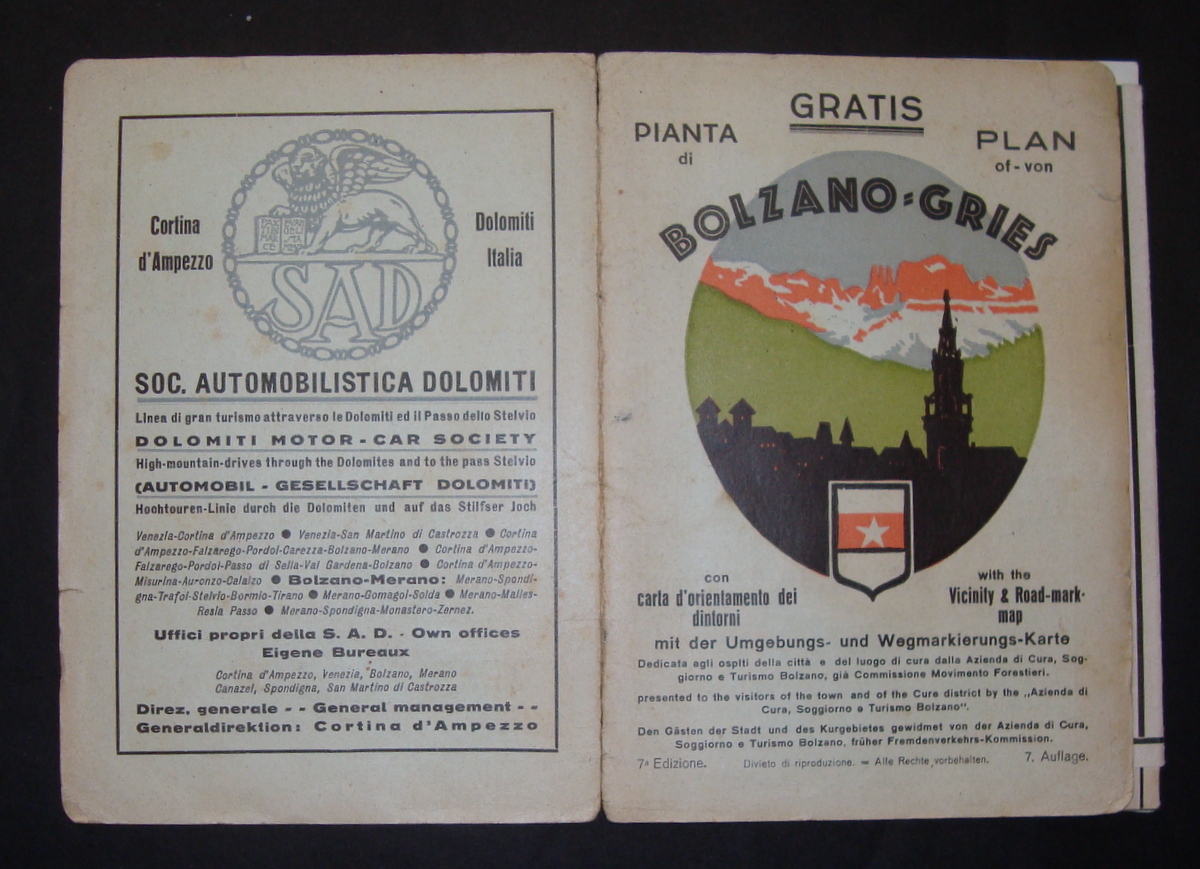 Cortina
d'Ampezzo
Dolomiti
Italia
PAX
TIBI
MAR
CE
SAD
SOC. AUTOMOBILISTICA DOLOMITI
Linea di gran turismo attraverso le Dolomiti ed il Passo dello Stelvio
DOLOMITI MOTOR - CAR SOCIETY
High-mountain-drives through the Dolomites and to the pass Stelvio
(AUTOMOBIL - GESELLSCHAFT DOLOMITI)
Hochtouren-Linie durch die Dolomiten und auf das Stilfser Joch
Venezia-Cortina d'Ampezzo ● Venezia-San Martino di Castrozza ● Cortina
d'Ampezzo-Falzarego-Pordoi-Carezza-Bolzano-Merano ● Cortina d'Ampezzo-
Falzarego-Pordoi-Passo di Sella-Val Gardena-Bolzano ● Cortina d'Ampezzo-
Misurina-Auronzo-Calalzo ● Bolzano-Merano: Merano-Spondi-
gna-Trafoi-Stelvio-Bormio-Tirano ● Merano-Gomagoi-Solda ● Merano-Malles-
Resia Passo ● Merano-Spondigna-Monastero-Zernez.
Uffici propri della S. A. D. - Own offices
Eigene Bureaux
Cortina d'Ampezzo, Venezia, Bolzano, Merano
Canazei, Spondigna, San Martino di Castrozza
Direz. generale - - General management - -
Generaldirektion: Cortina d'Ampezzo
GRATIS
PIANTA
di
PLAN
of - von
BOLZANO=GRIES
con
carta d'orientamento dei
dintorni
with the
Vicinity & Road-mark-
map
mit der Umgebungs- und Wegmarkierungs-Karte
Dedicata agli ospiti della città e del luogo di cura dalla Azienda di Cura, Sog-
giorno e Turismo Bolzano, già Commissione Movimento Forestieri.
presented to the visitors of the town and of the Cure district by the „Azienda di
Cura, Soggiorno e Turismo Bolzano".
Den Gästen der Stadt und des Kurgebietes gewidmet von der Azienda di Cura,
Soggiorno e Turismo Bolzano, früher Fremdenverkehrs-Kommission.
7ª Edizione.
Divieto di riproduzione. = Alle Rechte vorbehalten.
7. Auflage.